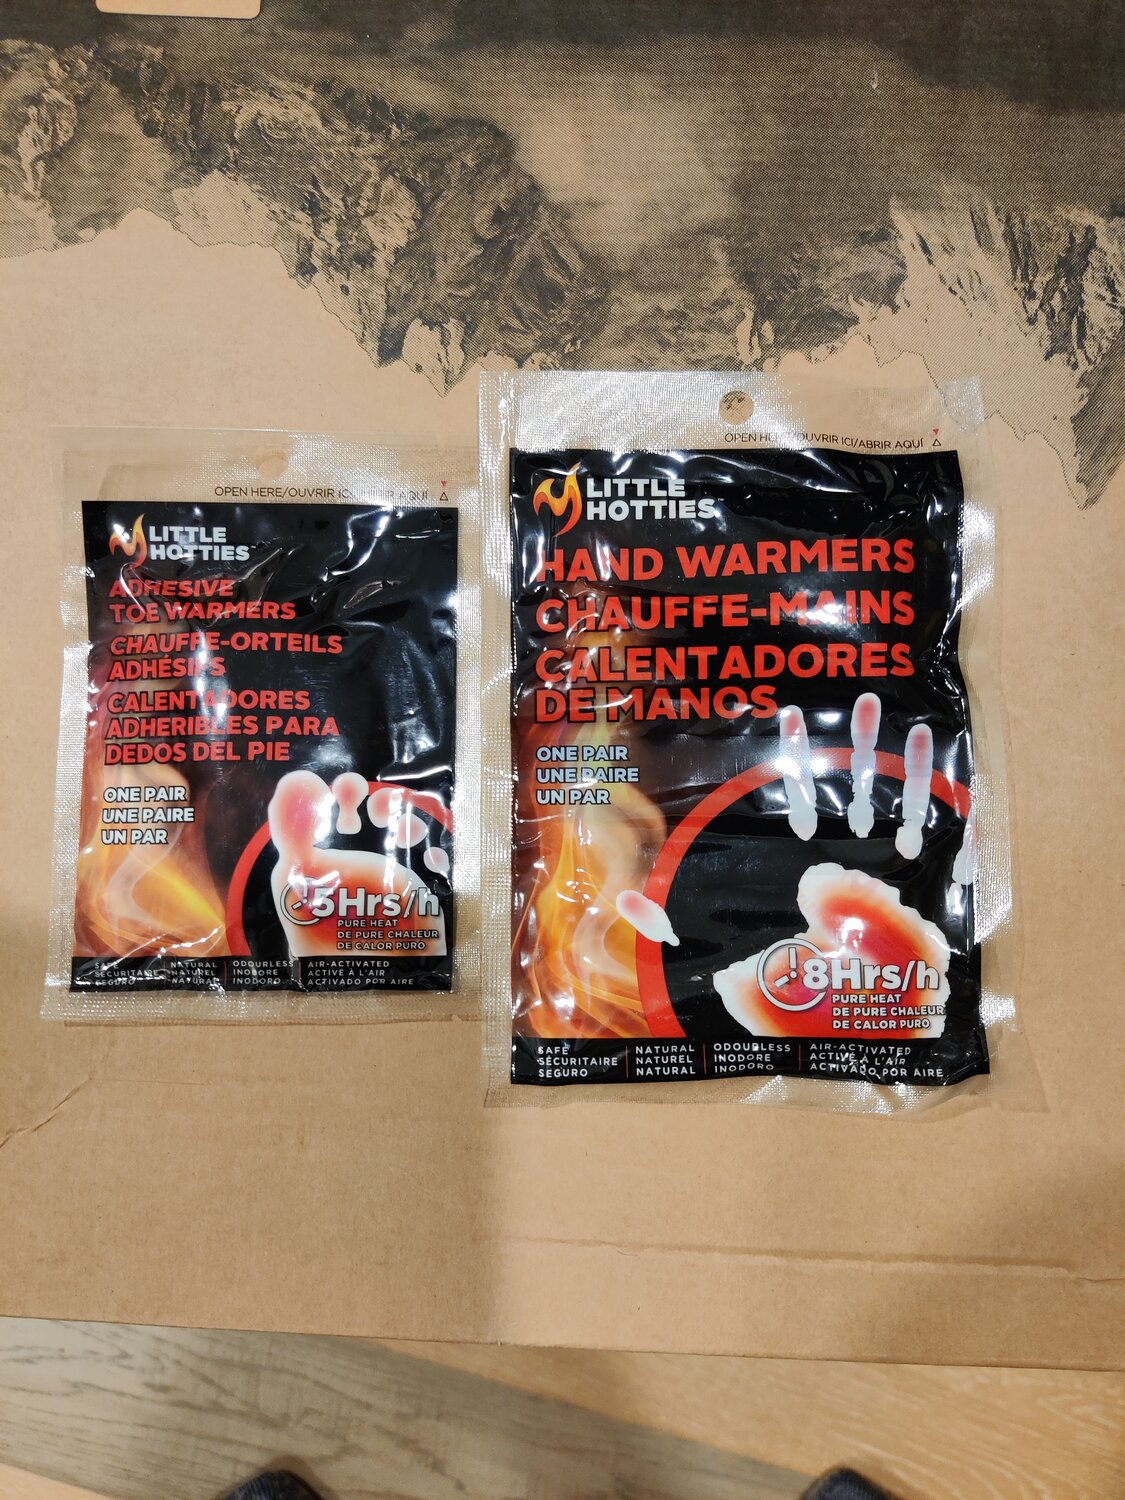 OPEN HERE/OUVRIR ICI/ABRIR AQUÍ
LITTLE
HOTTIES
ADHESIVE
TOE WARMERS
CHAUFFE-ORTEILS
ADHÉSIFS
CALENTADORES
ADHERIBLES PARA
DEDOS DEL PIE
ONE PAIR
UNE PAIRE
UN PAR
5Hrs/h
PURE HEAT
DE PURE CHALEUR
DE CALOR PURO
SAFE NATURAL ODOURLESS AIR-ACTIVATED
SÉCURITAIRE NATUREL INODORE ACTIVÉ À L'AIR
SEGURO NATURAL INODORO ACTIVADO POR AIRE
OPEN HERE/OUVRIR ICI/ABRIR AQUÍ
LITTLE
HOTTIES
HAND WARMERS
CHAUFFE-MAINS
CALENTADORES
DE MANOS
ONE PAIR
UNE PAIRE
UN PAR
8Hrs/h
PURE HEAT
DE PURE CHALEUR
DE CALOR PURO
SAFE NATURAL ODOURLESS AIR-ACTIVATED
SÉCURITAIRE NATUREL INODORE ACTIVÉ À L'AIR
SEGURO NATURAL INODORO ACTIVADO POR AIRE